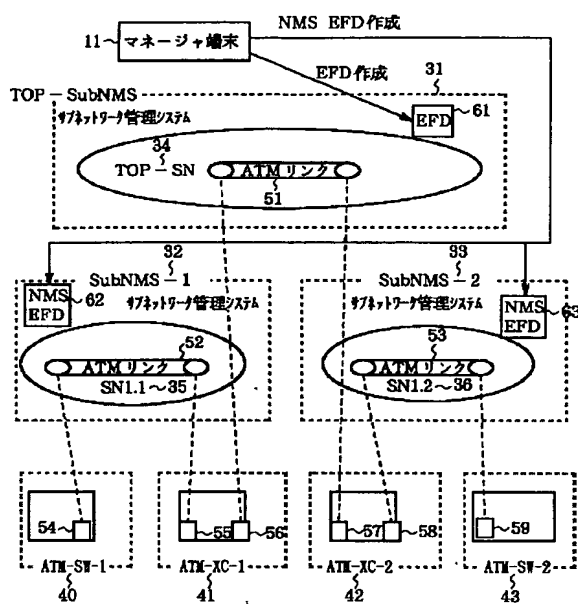 NMS EFD作成
11 マネージャ端末
EFD作成
31
TOP-SubNMS
サブネットワーク管理システム
61
EFD
34
TOP-SN
ATMリンク
51
32
33
SubNMS-1
SubNMS-2
NMS EFD
62
サブネットワーク管理システム
サブネットワーク管理システム
NMS EFD
63
52
ATMリンク
SN1.1~35
53
ATMリンク
SN1.2~36
54
55
56
57
58
59
ATM-SW-1
ATM-XC-1
ATM-XC-2
ATM-SW-2
40
41
42
43